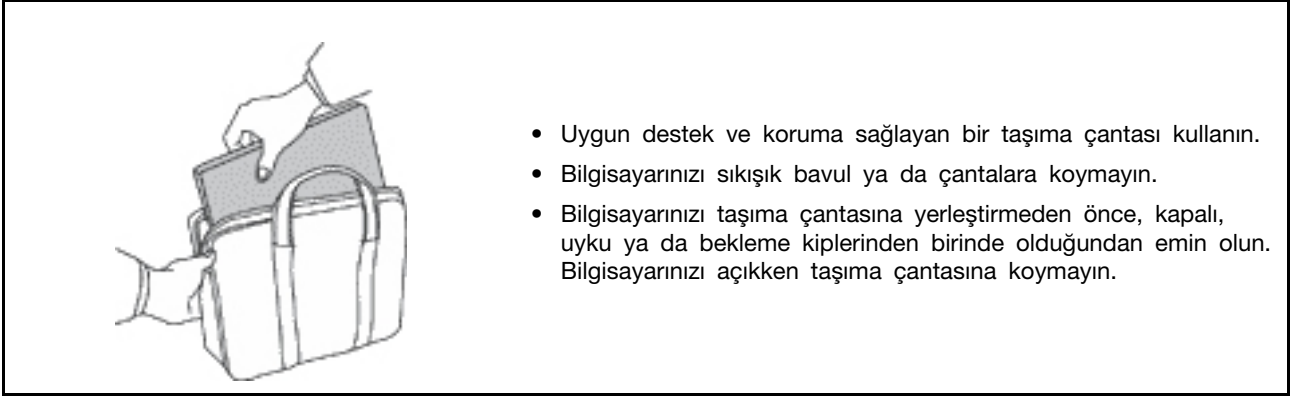 • Uygun destek ve koruma sağlayan bir taşıma çantası kullanın.
• Bilgisayarınızı sıkışık bavul ya da çantalara koymayın.
• Bilgisayarınızı taşıma çantasına yerleştirmeden önce, kapalı,
uyku ya da bekleme kiplerinden birinde olduğundan emin olun.
Bilgisayarınızı açıkken taşıma çantasına koymayın.